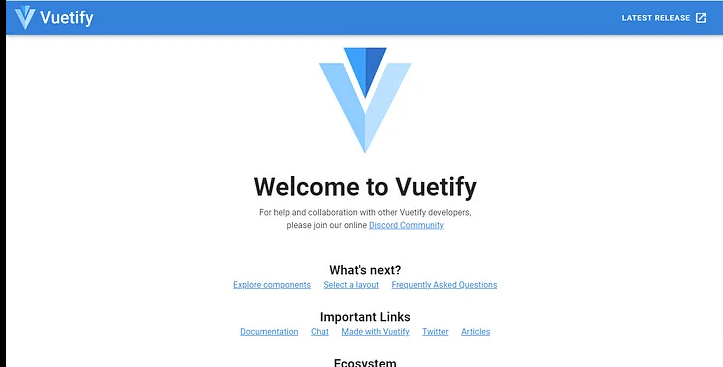 Vuetify
LATEST RELEASE
Welcome to Vuetify
For help and collaboration with other Vuetify developers,
please join our online Discord Community
What's next?
Explore components Select a layout Frequently Asked Questions
Important Links
Documentation Chat Made with Vuetify Twitter Articles
Ecosystem